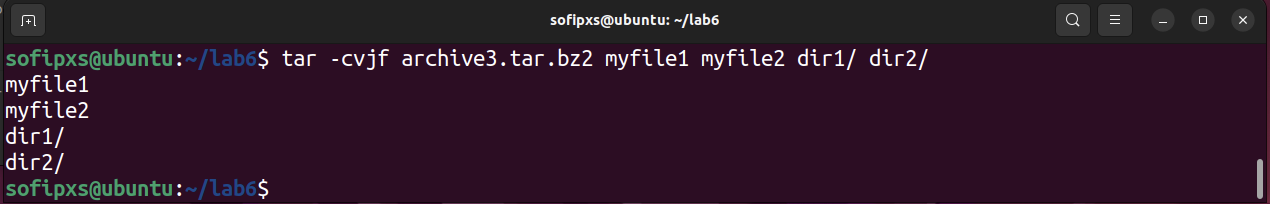 sofipxs@ubuntu: ~/lab6
sofipxs@ubuntu:~/lab6$ tar -cvjf archive3.tar.bz2 myfile1 myfile2 dir1/ dir2/
myfile1
myfile2
dir1/
dir2/
sofipxs@ubuntu:~/lab6$